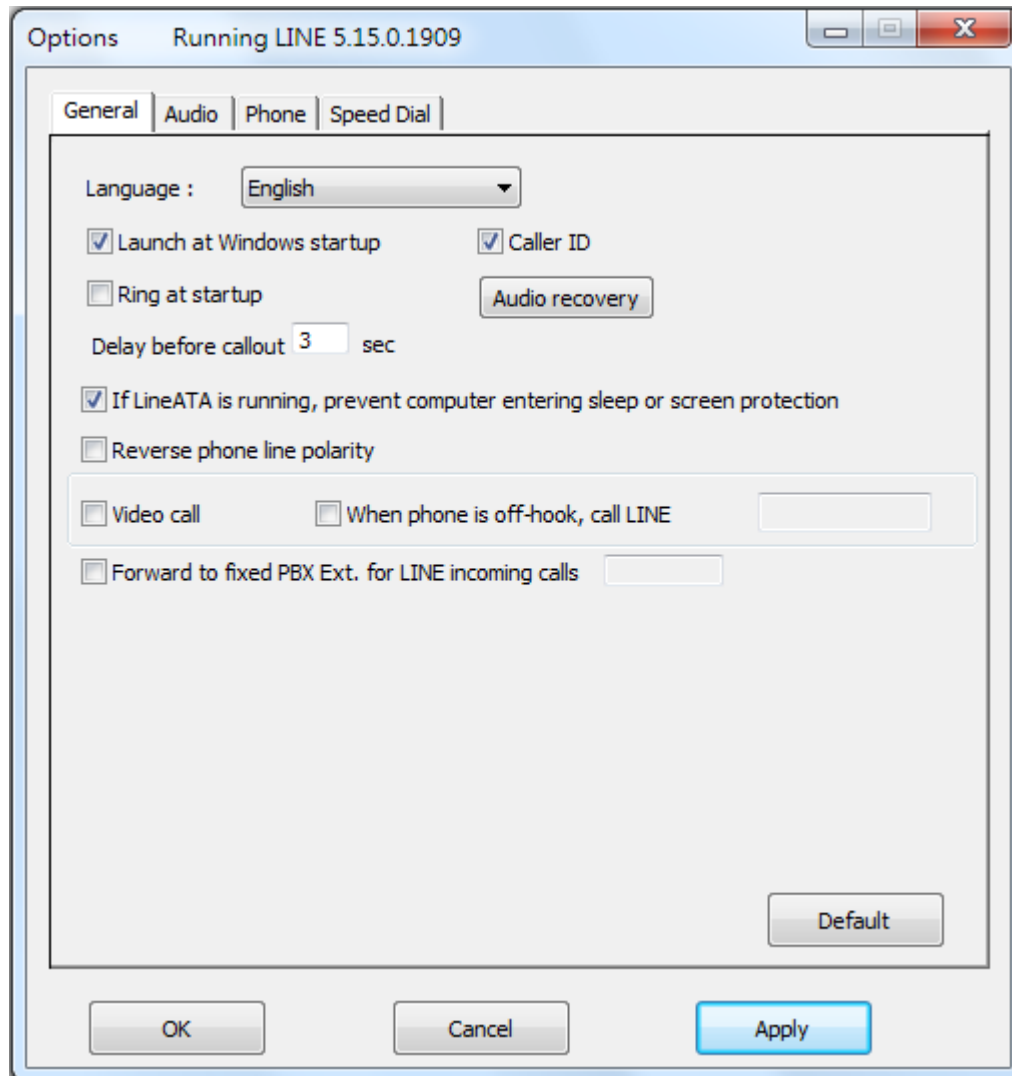 Options Running LINE 5.15.0.1909
General Audio Phone Speed Dial
Language : English
Launch at Windows startup Caller ID
Ring at startup Audio recovery
Delay before callout 3 sec
If LineATA is running, prevent computer entering sleep or screen protection
Reverse phone line polarity
Video call When phone is off-hook, call LINE
Forward to fixed PBX Ext. for LINE incoming calls
Default
OK Cancel Apply